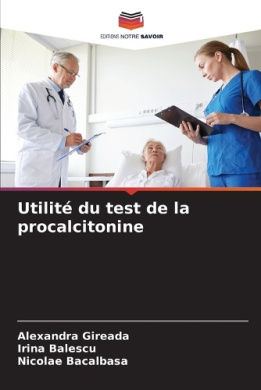 EDITIONS NOTRE SAVOIR
Utilité du test de la
procalcitonine
Alexandra Gireada
Irina Balescu
Nicolae Bacalbasa